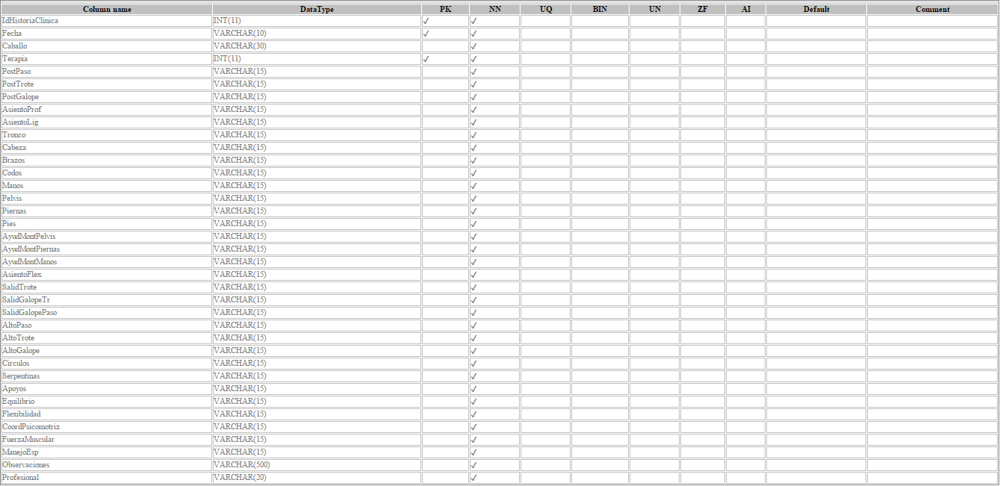 Column name DataType PK NN UQ BIN UN ZF AI Default Comment
IdHistoriaClinica INT(11) ✓ ✓
Fecha VARCHAR(10) ✓ ✓
Caballo VARCHAR(30) ✓
Terapia INT(11) ✓ ✓
PostPaso VARCHAR(15) ✓
PostTrote VARCHAR(15) ✓
PostGalope VARCHAR(15) ✓
AsientoProf VARCHAR(15) ✓
AsientoLig VARCHAR(15) ✓
Tronco VARCHAR(15) ✓
Cabeza VARCHAR(15) ✓
Brazos VARCHAR(15) ✓
Codos VARCHAR(15) ✓
Manos VARCHAR(15) ✓
Pelvis VARCHAR(15) ✓
Piernas VARCHAR(15) ✓
Pies VARCHAR(15) ✓
AyudMontPelvis VARCHAR(15) ✓
AyudMontPiernas VARCHAR(15) ✓
AyudMontManos VARCHAR(15) ✓
AsientoFlex VARCHAR(15) ✓
SalidTrote VARCHAR(15) ✓
SalidGalopeTr VARCHAR(15) ✓
SalidGalopePaso VARCHAR(15) ✓
AltoPaso VARCHAR(15) ✓
AltoTrote VARCHAR(15) ✓
AltoGalope VARCHAR(15) ✓
Circulos VARCHAR(15) ✓
Serpentinas VARCHAR(15) ✓
Apoyos VARCHAR(15) ✓
Equilibrio VARCHAR(15) ✓
Flexibilidad VARCHAR(15) ✓
CoordPsicomotriz VARCHAR(15) ✓
FuerzaMuscular VARCHAR(15) ✓
ManejoEsp VARCHAR(15) ✓
Observaciones VARCHAR(500) ✓
Profesional VARCHAR(20) ✓